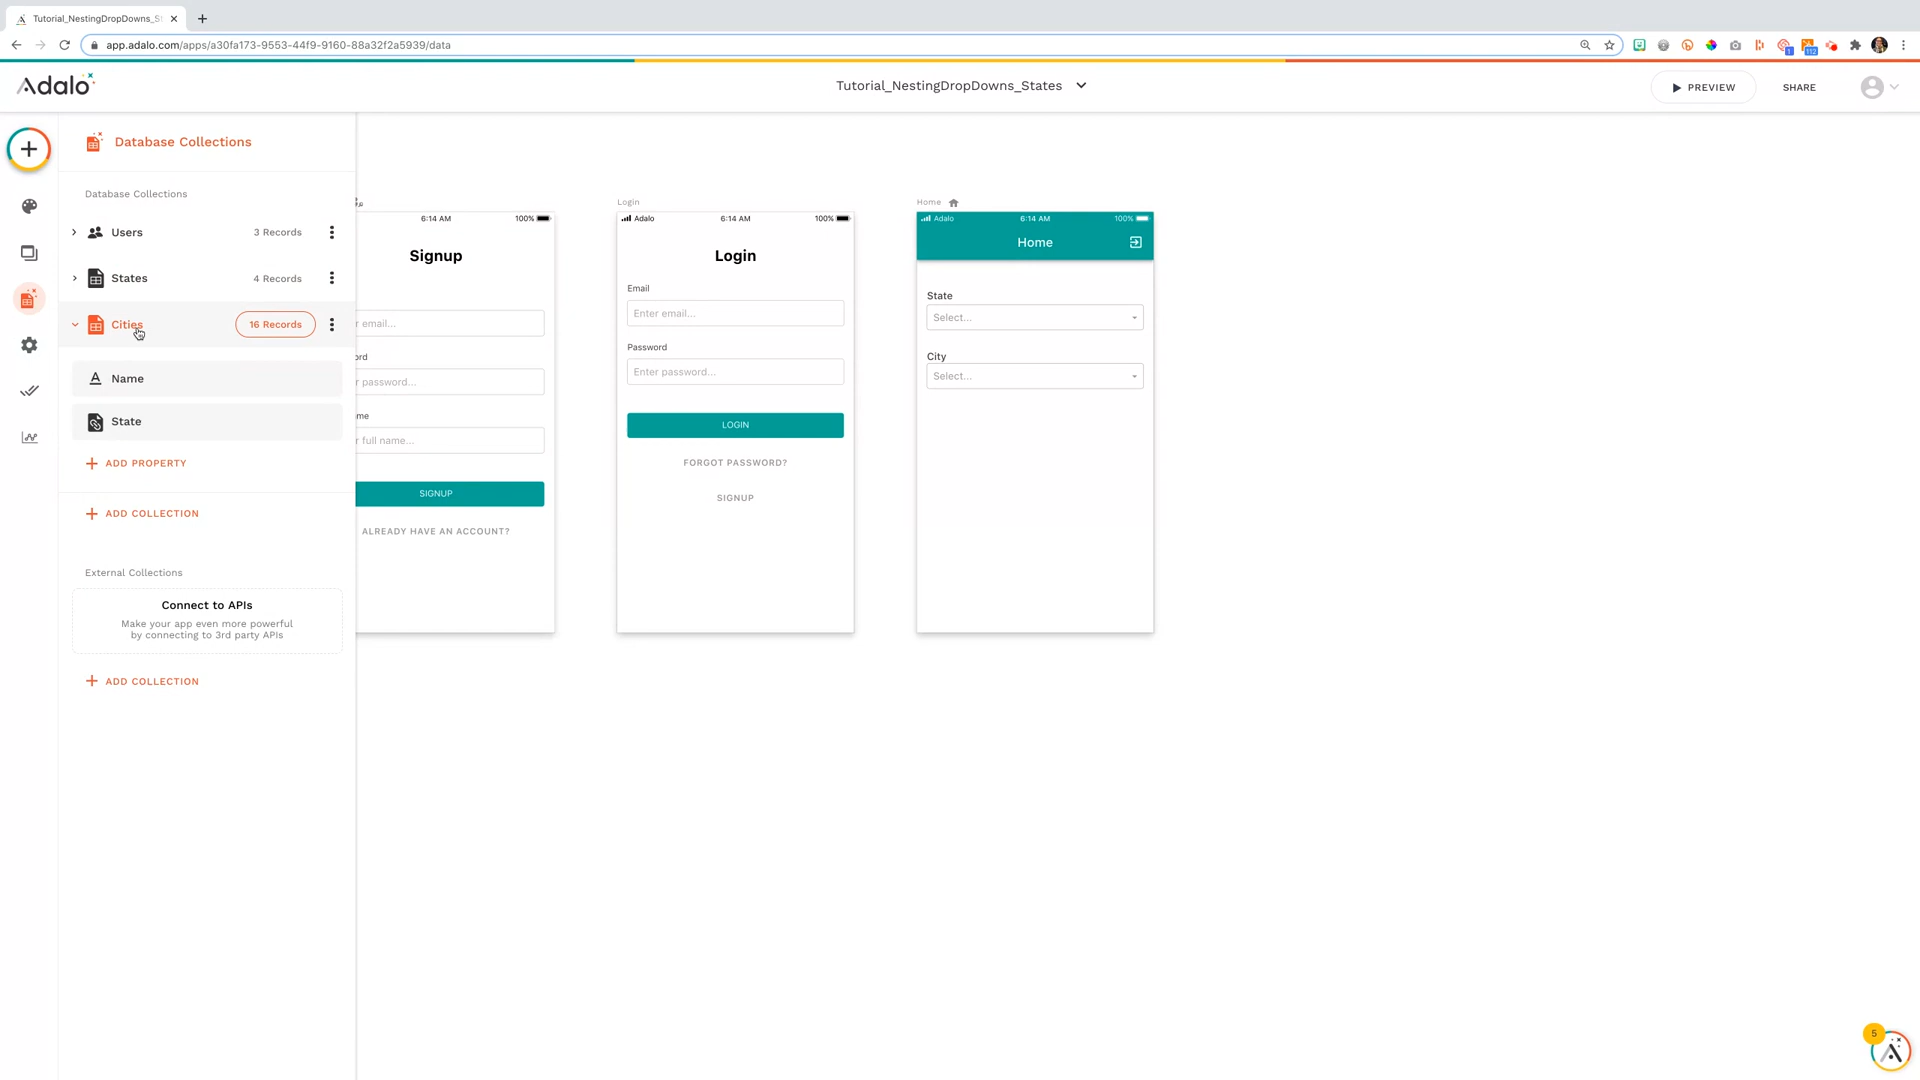 Tutorial_NestingDropDowns_S
app.adalo.com/apps/a30fa173-9553-44f9-9160-88a32f2a5939/data
1
112
Adalo
Tutorial_NestingDropDowns_States
PREVIEW
SHARE
Database Collections
Database Collections
Users
3 Records
States
4 Records
Cities
16 Records
Name
State
ADD PROPERTY
ADD COLLECTION
External Collections
Connect to APIs
Make your app even more powerful
by connecting to 3rd party APIs
ADD COLLECTION
6:14 AM
100%
Signup
email...
password...
full name...
SIGNUP
ALREADY HAVE AN ACCOUNT?
Login
Adalo
6:14 AM
100%
Login
Email
Enter email...
Password
Enter password...
LOGIN
FORGOT PASSWORD?
SIGNUP
Home
Adalo
6:14 AM
100%
Home
State
Select...
City
Select...
5